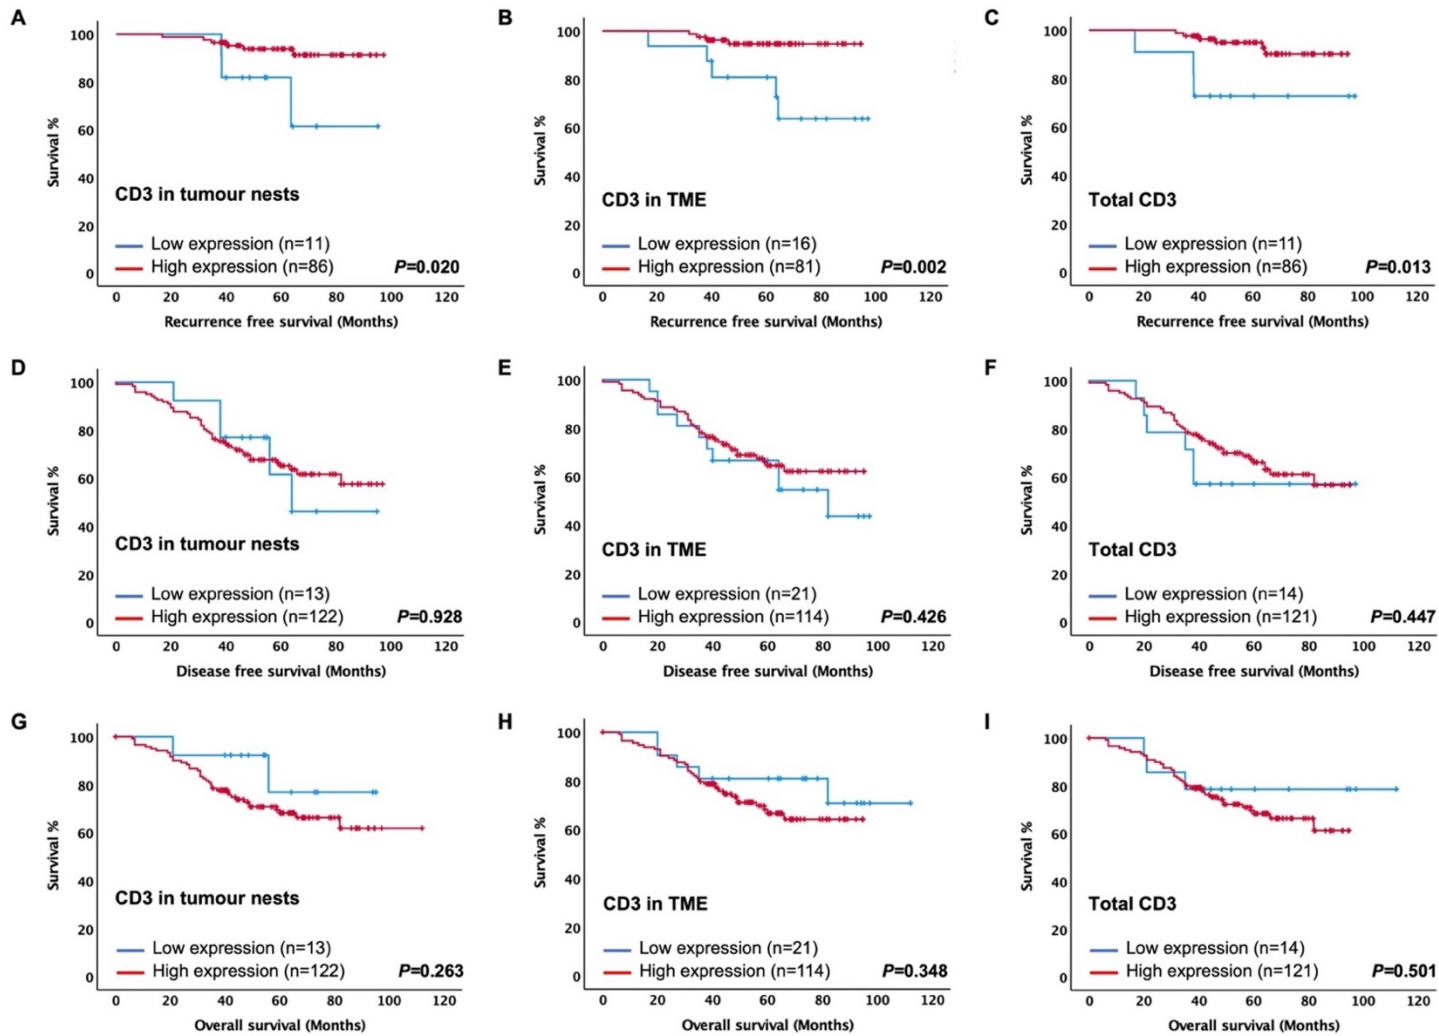 A
100
80
60
40
20
0
Survival %
CD3 in tumour nests
Low expression (n=11)
High expression (n=86)
P=0.020
0 20 40 60 80 100 120
Recurrence free survival (Months)
B
100
80
60
40
20
0
Survival %
CD3 in TME
Low expression (n=16)
High expression (n=81)
P=0.002
0 20 40 60 80 100 120
Recurrence free survival (Months)
C
100
80
60
40
20
0
Survival %
Total CD3
Low expression (n=11)
High expression (n=86)
P=0.013
0 20 40 60 80 100 120
Recurrence free survival (Months)
D
100
80
60
40
20
0
Survival %
CD3 in tumour nests
Low expression (n=13)
High expression (n=122)
P=0.928
0 20 40 60 80 100 120
Disease free survival (Months)
E
100
80
60
40
20
0
Survival %
CD3 in TME
Low expression (n=21)
High expression (n=114)
P=0.426
0 20 40 60 80 100 120
Disease free survival (Months)
F
100
80
60
40
20
0
Survival %
Total CD3
Low expression (n=14)
High expression (n=121)
P=0.447
0 20 40 60 80 100 120
Disease free survival (Months)
G
100
80
60
40
20
0
Survival %
CD3 in tumour nests
Low expression (n=13)
High expression (n=122)
P=0.263
0 20 40 60 80 100 120
Overall survival (Months)
H
100
80
60
40
20
0
Survival %
CD3 in TME
Low expression (n=21)
High expression (n=114)
P=0.348
0 20 40 60 80 100 120
Overall survival (Months)
I
100
80
60
40
20
0
Survival %
Total CD3
Low expression (n=14)
High expression (n=121)
P=0.501
0 20 40 60 80 100 120
Overall survival (Months)